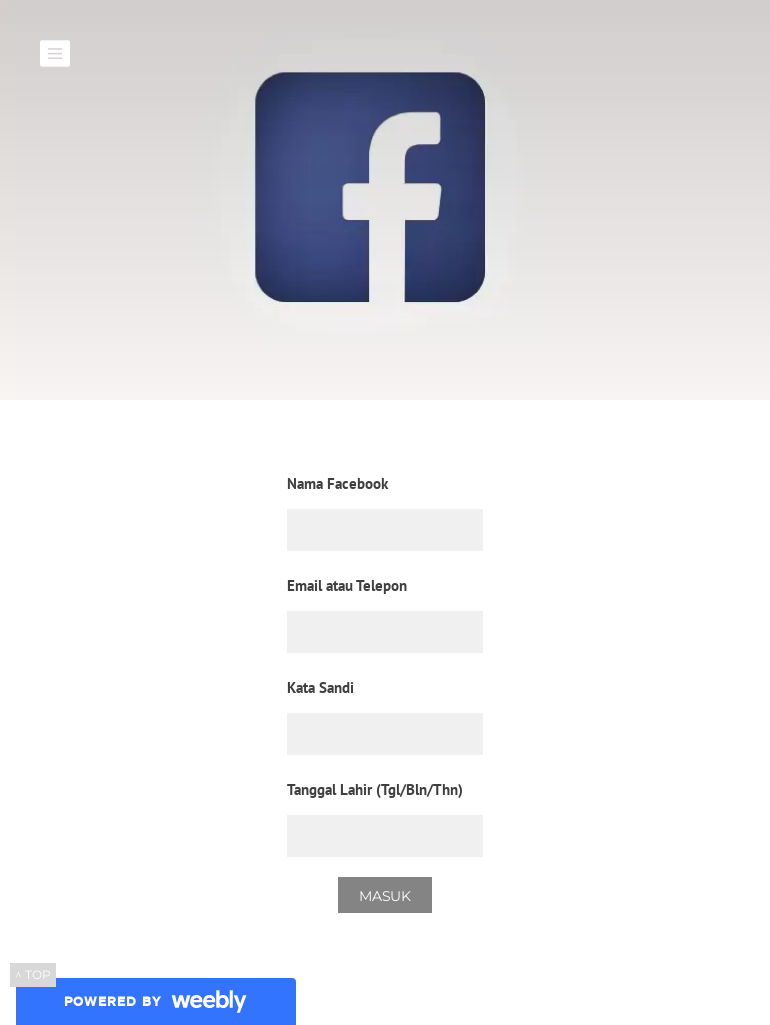 Nama Facebook
Email atau Telepon
Kata Sandi
Tanggal Lahir (Tgl/Bln/Thn)
MASUK
^ TOP
POWERED BY weebly